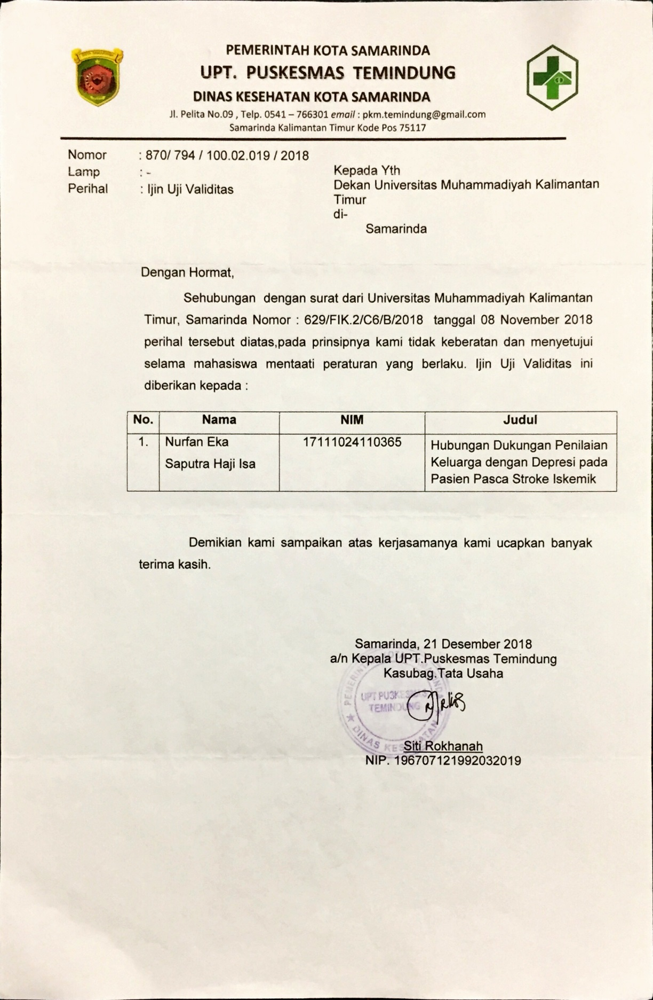 PEMERINTAH KOTA SAMARINDA
UPT. PUSKESMAS TEMINDUNG
DINAS KESEHATAN KOTA SAMARINDA
Jl. Pelita No.09 , Telp. 0541 – 766301 email : pkm.temindung@gmail.com
Samarinda Kalimantan Timur Kode Pos 75117
Nomor : 870/ 794 / 100.02.019 / 2018
Lamp : -
Perihal : Ijin Uji Validitas
Kepada Yth
Dekan Universitas Muhammadiyah Kalimantan
Timur
di-
Samarinda
Dengan Hormat,
Sehubungan dengan surat dari Universitas Muhammadiyah Kalimantan
Timur, Samarinda Nomor : 629/FIK.2/C6/B/2018 tanggal 08 November 2018
perihal tersebut diatas,pada prinsipnya kami tidak keberatan dan menyetujui
selama mahasiswa mentaati peraturan yang berlaku. Ijin Uji Validitas ini
diberikan kepada :
No. Nama NIM Judul
1. Nurfan Eka 17111024110365 Hubungan Dukungan Penilaian
Saputra Haji Isa Keluarga dengan Depresi pada
Pasien Pasca Stroke Iskemik
Demikian kami sampaikan atas kerjasamanya kami ucapkan banyak
terima kasih.
Samarinda, 21 Desember 2018
a/n Kepala UPT.Puskesmas Temindung
Kasubag.Tata Usaha
UPT PUSKESMAS
TEMINDUNG
DINAS KESEHATAN
Siti Rokhanah
NIP. 196707121992032019